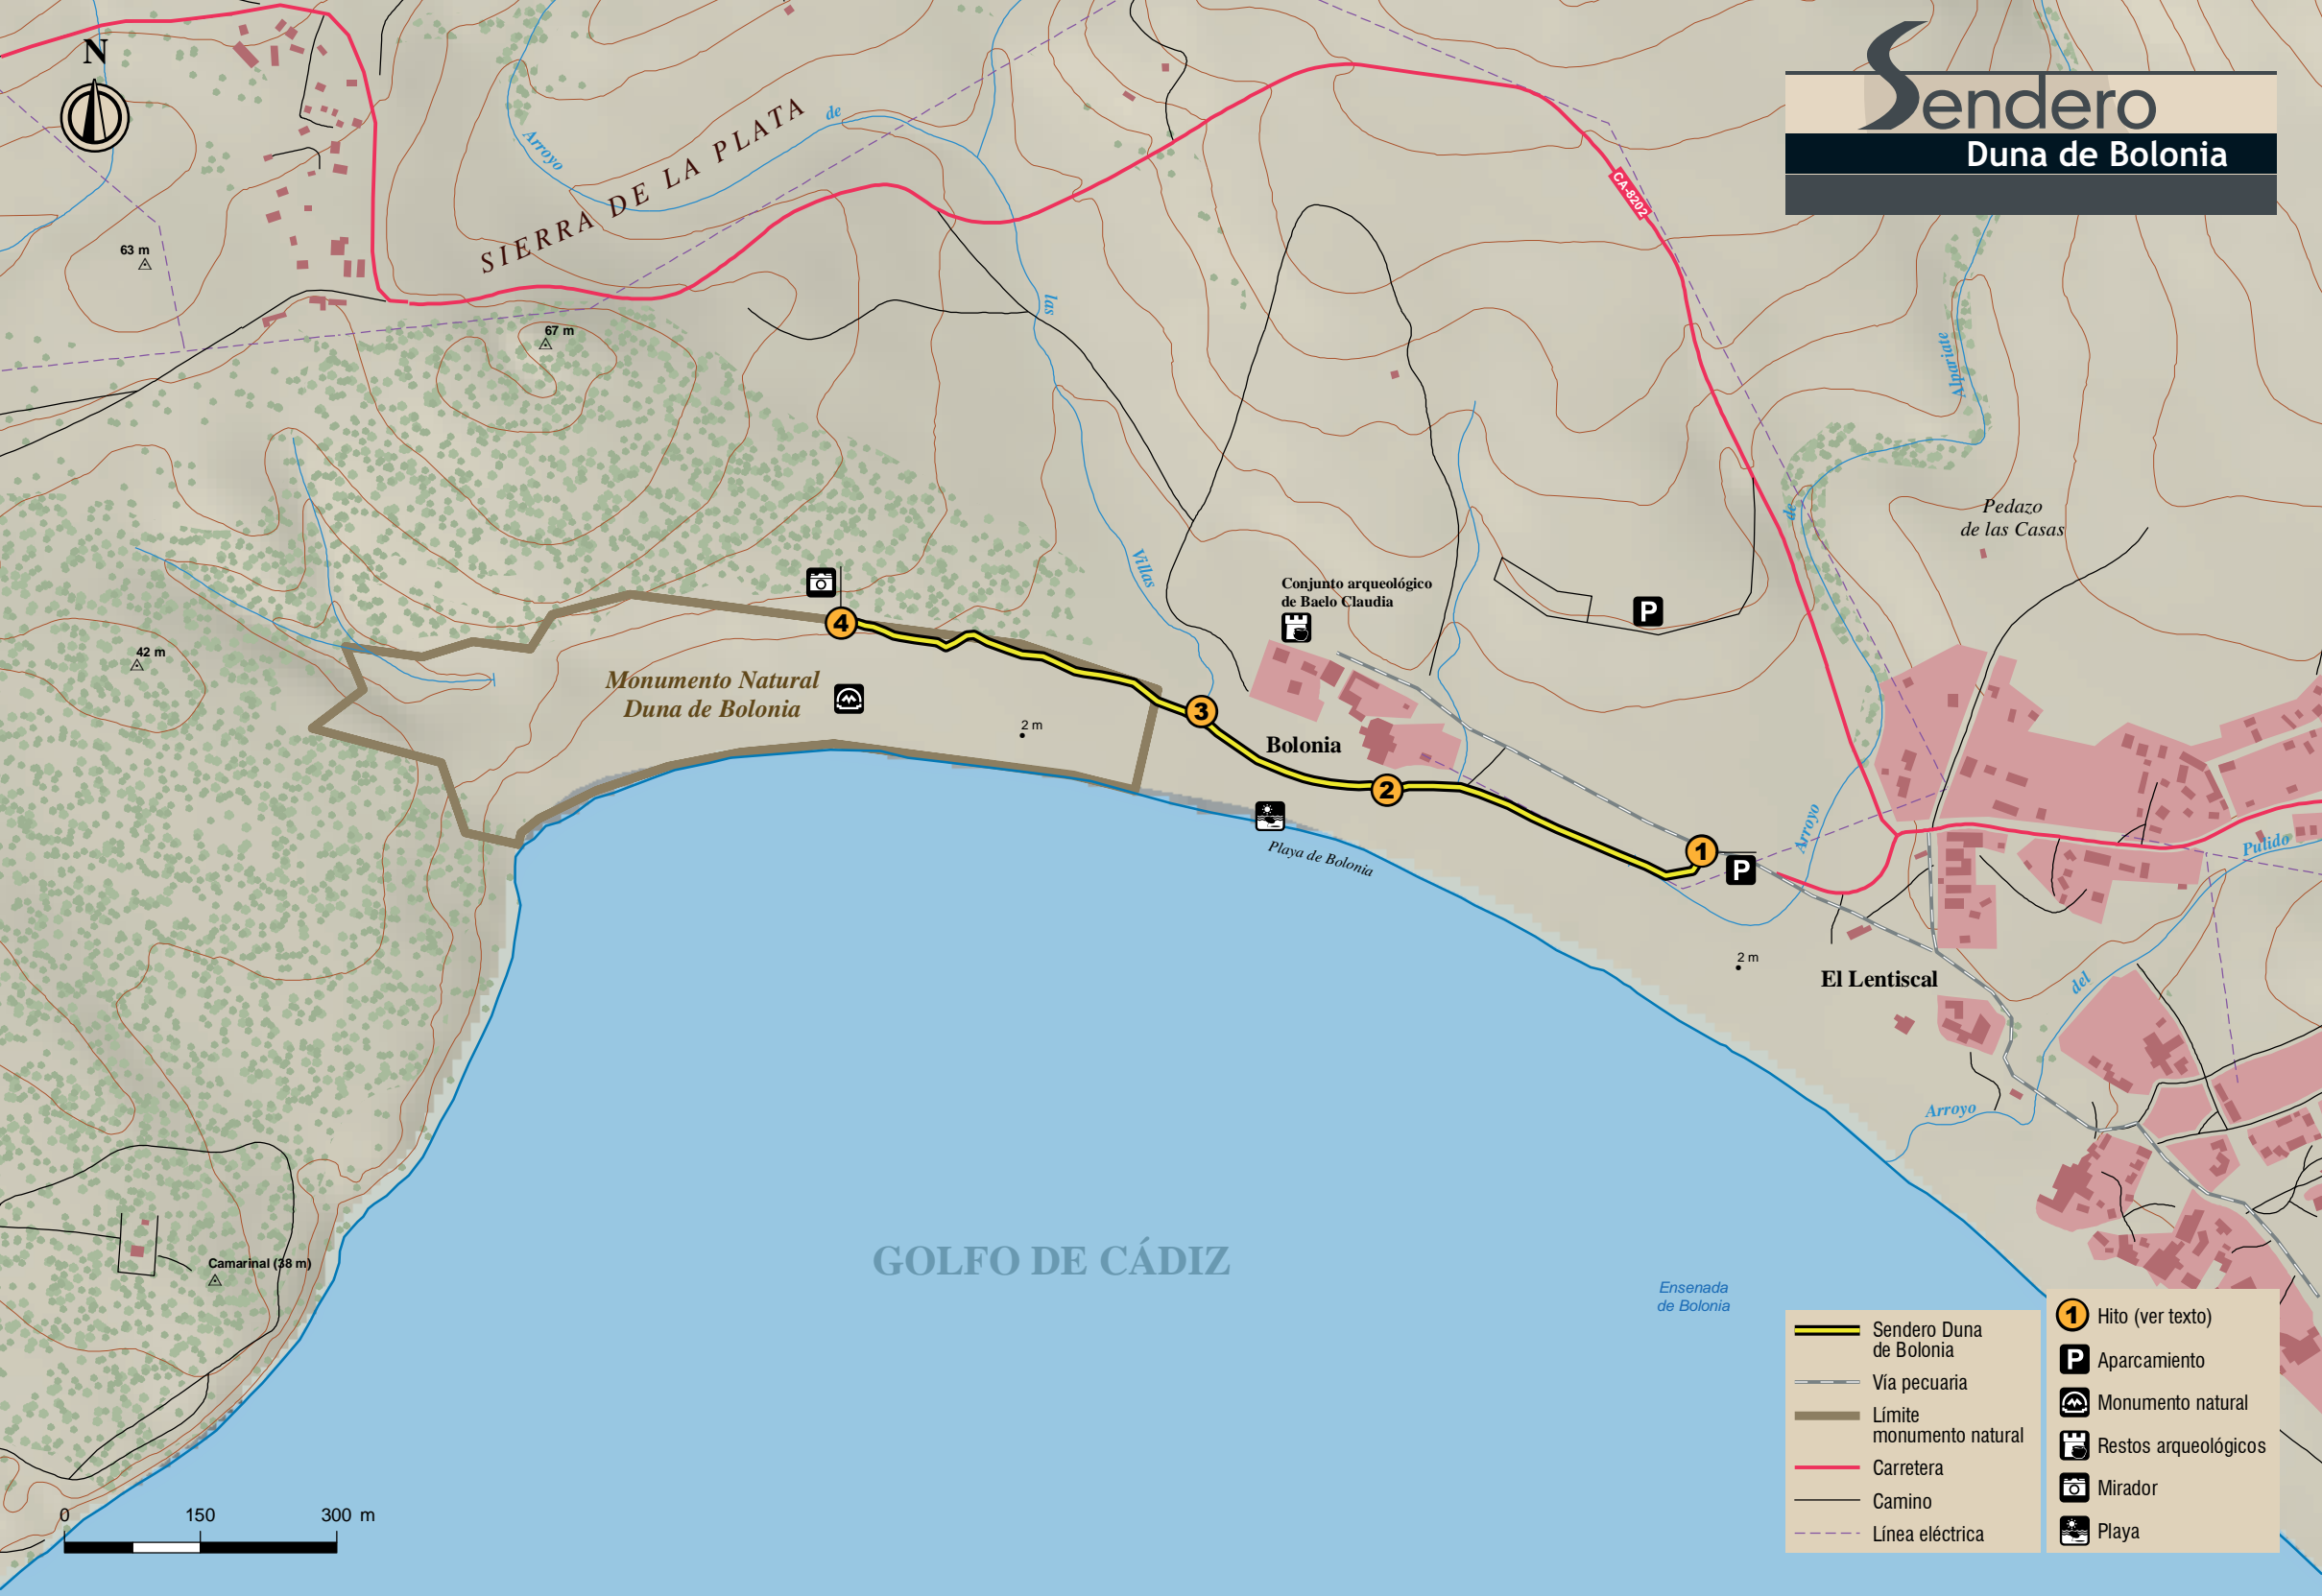 N
Sendero
Duna de Bolonia
CA-8202
SIERRA DE LA PLATA
Arroyo
de
las
Villas
63 m
67 m
42 m
Alpariate
de
Arroyo
Pedazo
de las Casas
Conjunto arqueológico
de Baelo Claudia
P
4
Monumento Natural
Duna de Bolonia
3
2 m
Bolonia
2
1
P
Playa de Bolonia
Pulido
del
Arroyo
2 m
El Lentiscal
Camarinal (38 m)
GOLFO DE CÁDIZ
Ensenada
de Bolonia
0 150 300 m
Sendero Duna
de Bolonia
Vía pecuaria
Límite
monumento natural
Carretera
Camino
Línea eléctrica
1 Hito (ver texto)
P Aparcamiento
Monumento natural
Restos arqueológicos
Mirador
Playa